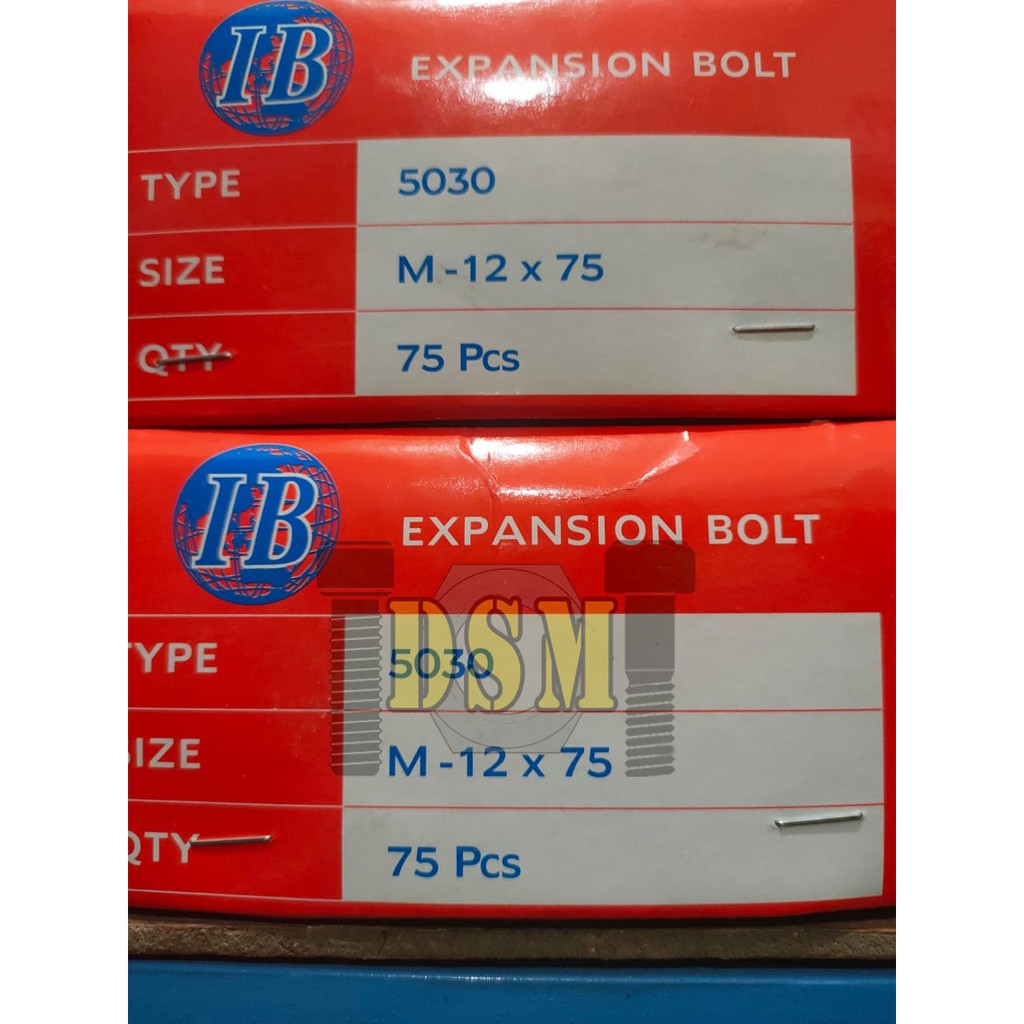 IB
EXPANSION BOLT
TYPE 5030
SIZE M-12 x 75
QTY 75 Pcs
IB
EXPANSION BOLT
TYPE 5030
DSM
SIZE M-12 x 75
QTY 75 Pcs